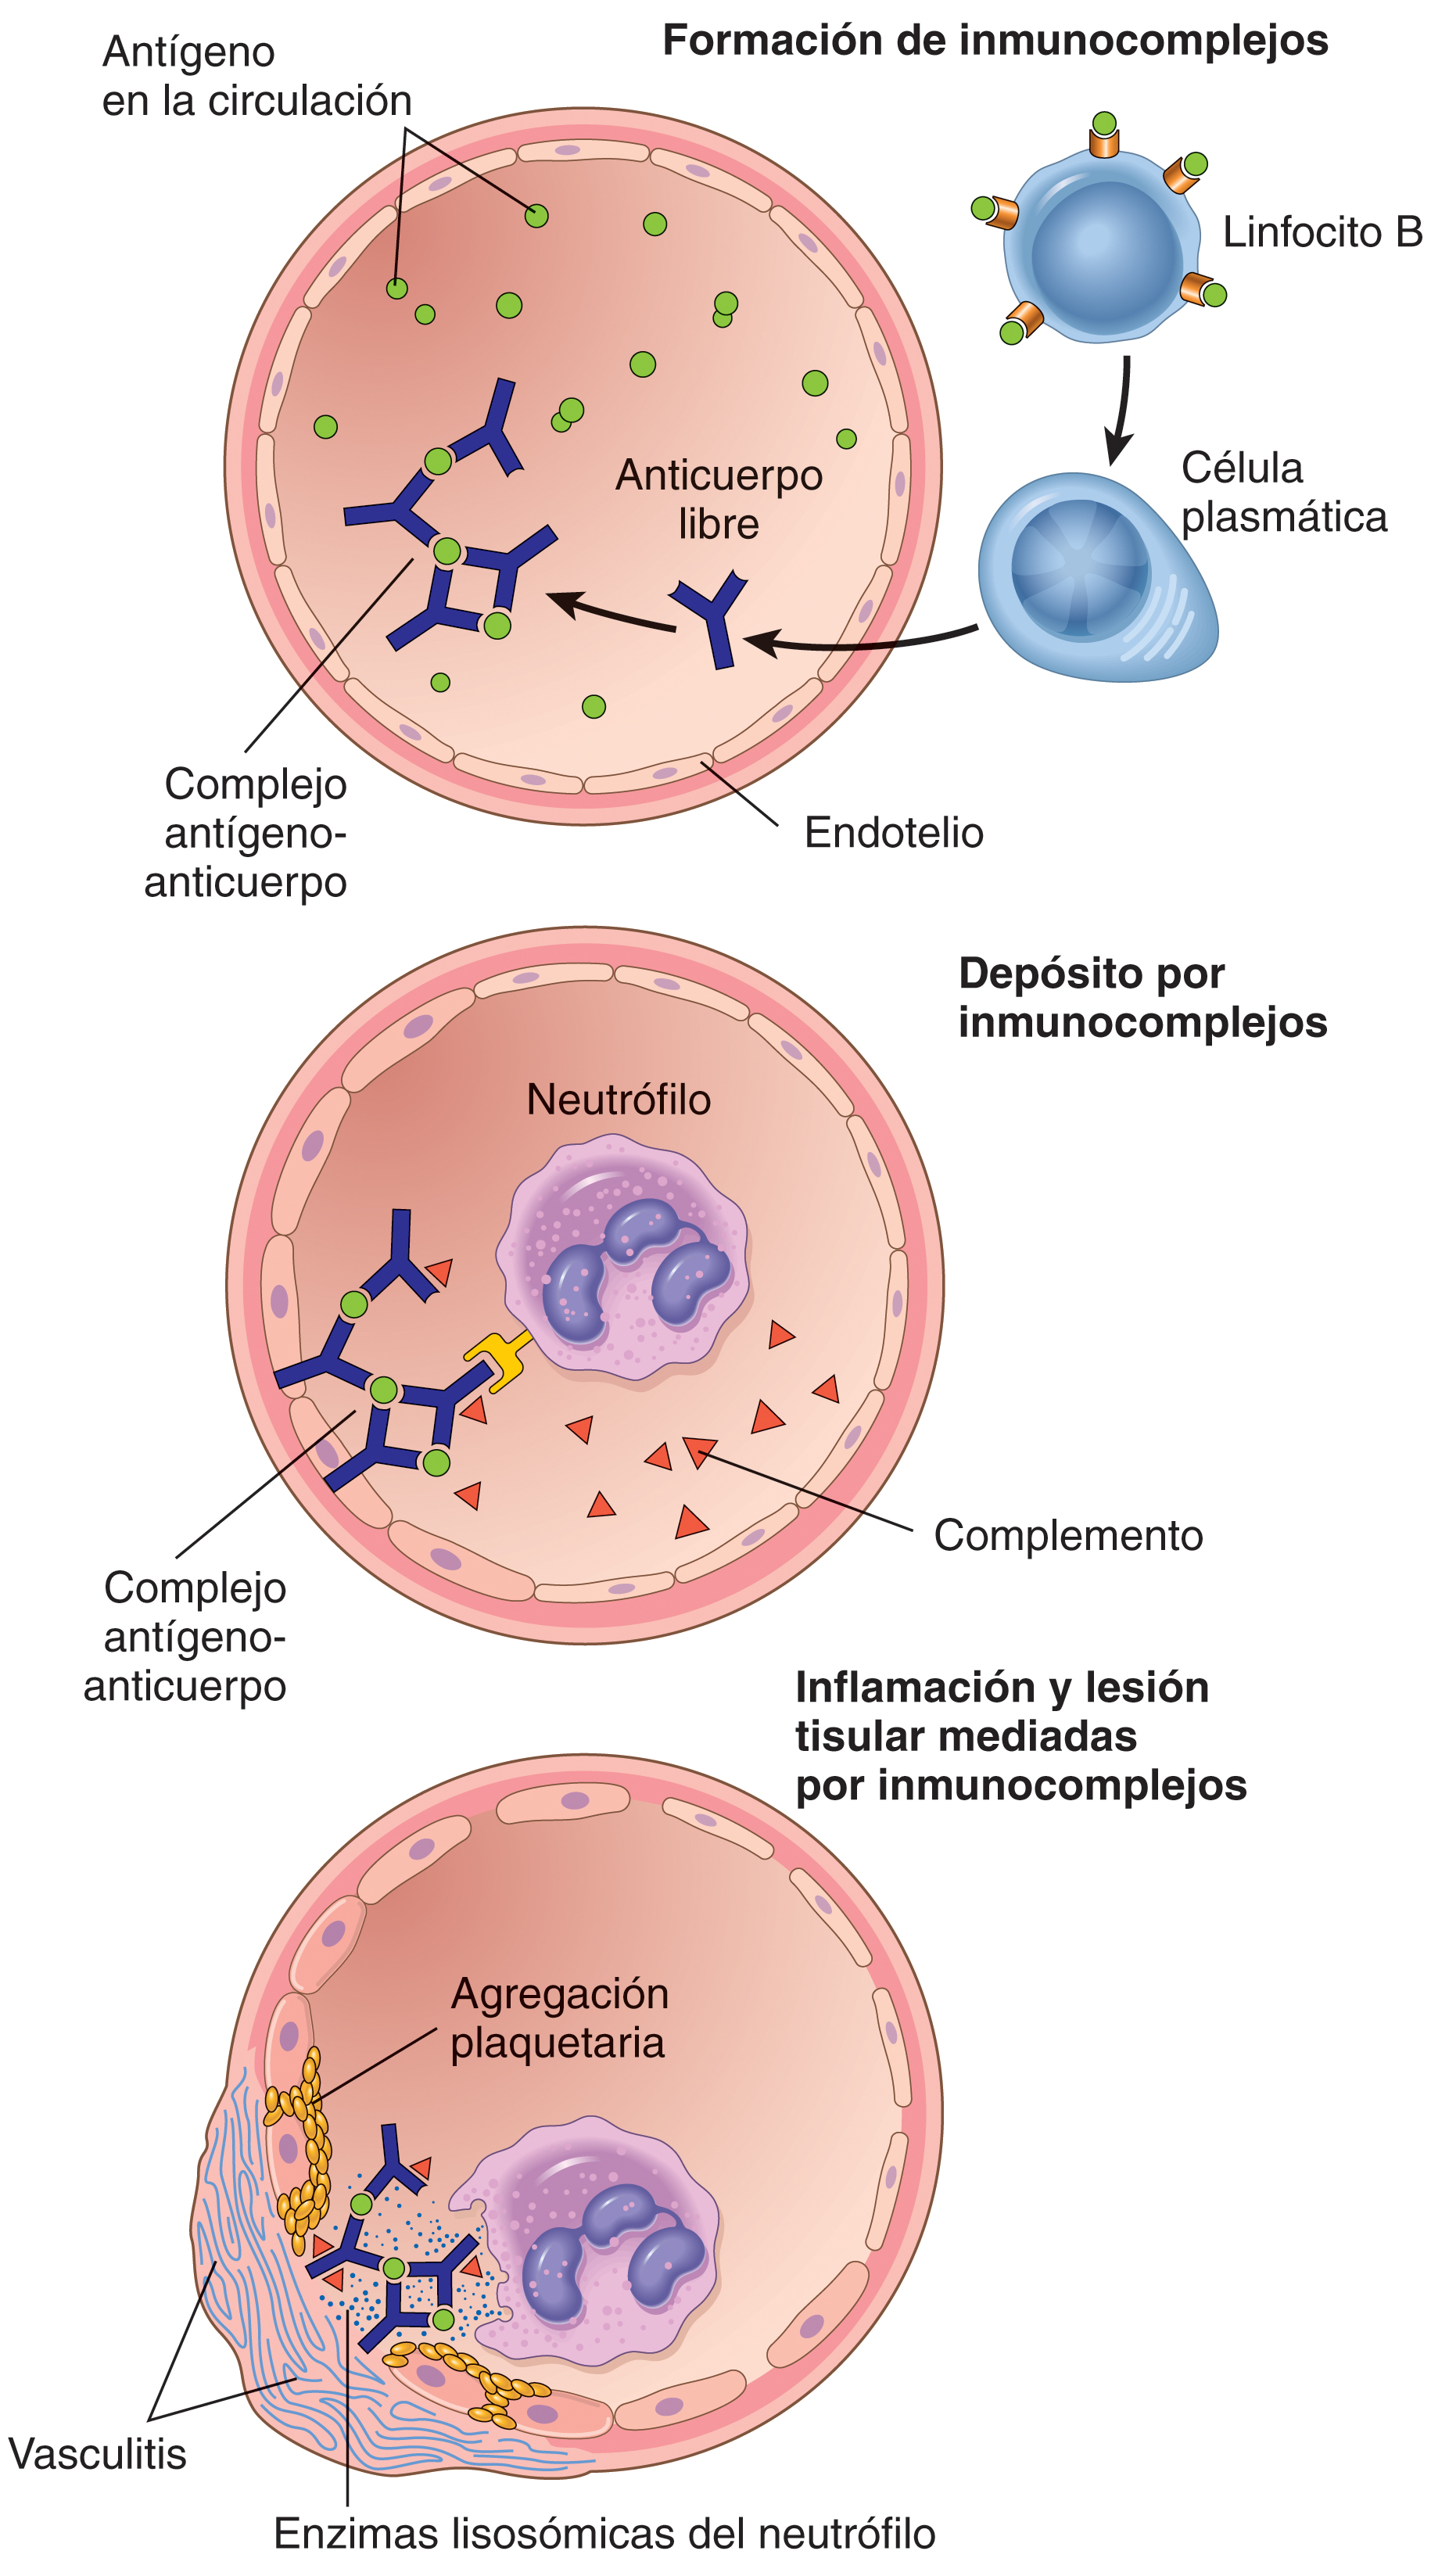 Formación de inmunocomplejos
Antígeno
en la circulación
Linfocito B
Célula
plasmática
Anticuerpo
libre
Complejo
antígeno-
anticuerpo
Endotelio
Depósito por
inmunocomplejos
Neutrófilo
Complemento
Complejo
antígeno-
anticuerpo
Inflamación y lesión
tisular mediadas
por inmunocomplejos
Agregación
plaquetaria
Vasculitis
Enzimas lisosómicas del neutrófilo